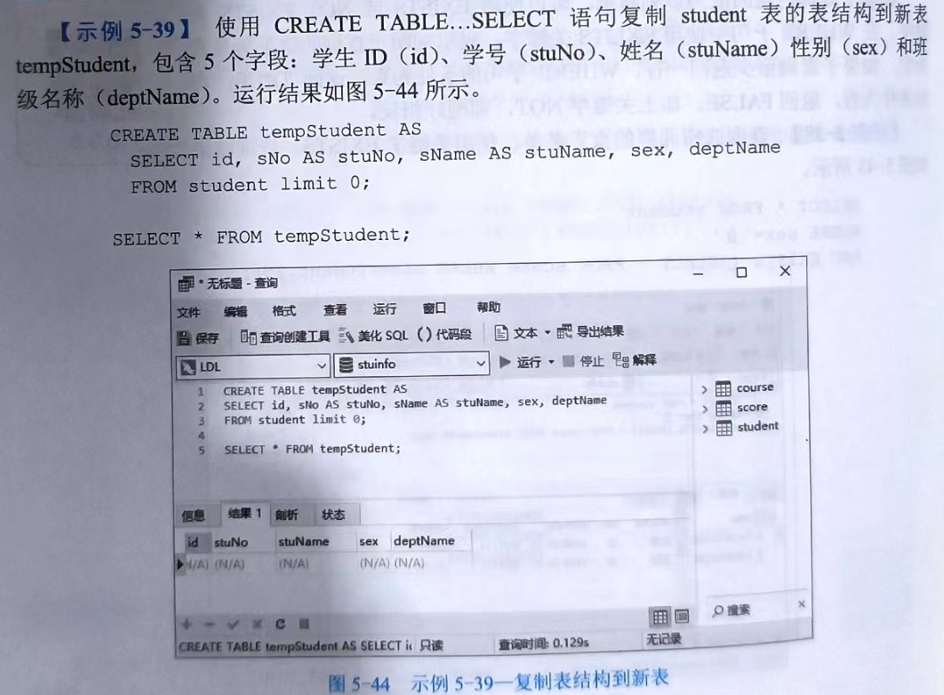 【示例 5-39】 使用 CREATE TABLE…SELECT 语句复制 student 表的表结构到新表
tempStudent，包含 5 个字段：学生 ID（id）、学号（stuNo）、姓名（stuName）性别（sex）和班
级名称（deptName）。运行结果如图 5-44 所示。
CREATE TABLE tempStudent AS
SELECT id, sNo AS stuNo, sName AS stuName, sex, deptName
FROM student limit 0;
SELECT * FROM tempStudent;
* 无标题 - 查询
文件 编辑 格式 查看 运行 窗口 帮助
保存 查询创建工具 美化 SQL () 代码段 文本 导出结果
LDL stuinfo 运行 停止 解释
1 CREATE TABLE tempStudent AS
2 SELECT id, sNo AS stuNo, sName AS stuName, sex, deptName
3 FROM student limit 0;
4
5 SELECT * FROM tempStudent;
course
score
student
信息 结果 1 剖析 状态
id stuNo stuName sex deptName
(N/A) (N/A) (N/A) (N/A)
搜索
CREATE TABLE tempStudent AS SELECT 只读 查询时间: 0.129s 无记录
图 5-44 示例 5-39—复制表结构到新表